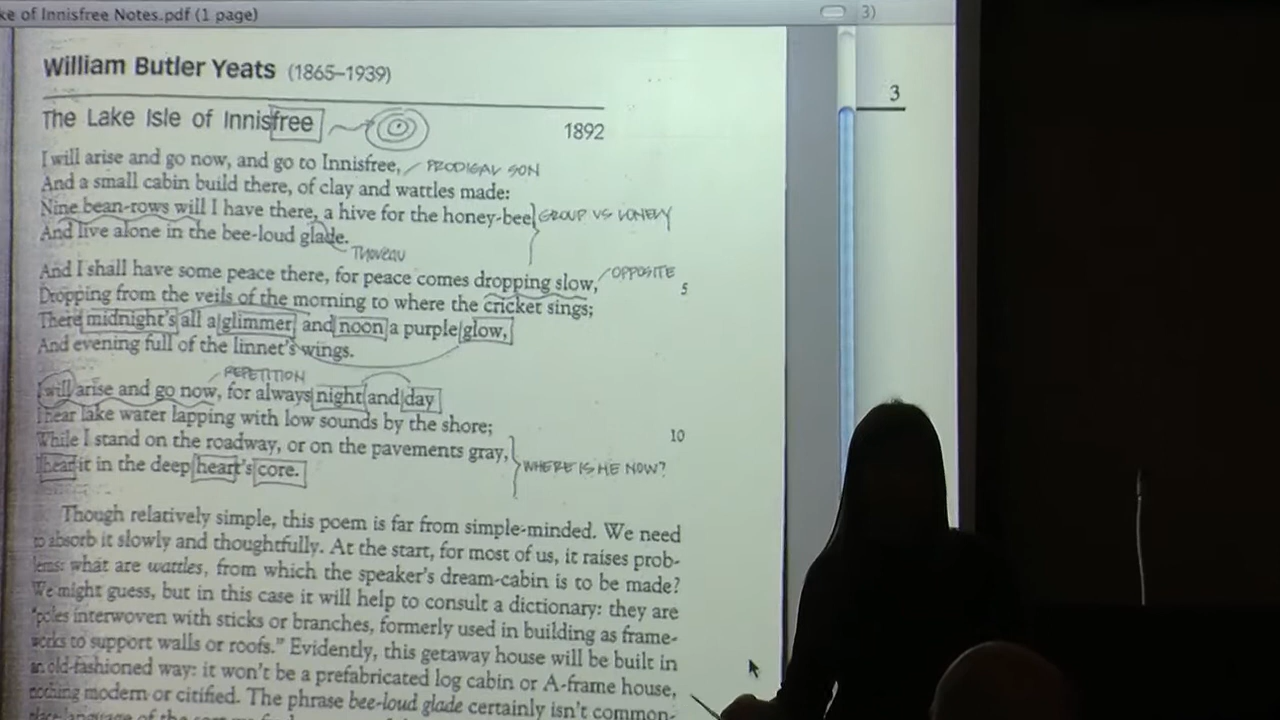 ke of Innisfree Notes.pdf (1 page)
3)
3
William Butler Yeats (1865–1939)
The Lake Isle of Innisfree
1892
I will arise and go now, and go to Innisfree, PRODIGAL SON
And a small cabin build there, of clay and wattles made:
Nine bean-rows will I have there, a hive for the honey-bee GROUP VS LONELY
And live alone in the bee-loud glade.
Thoreau
And I shall have some peace there, for peace comes dropping slow, OPPOSITE
5
Dropping from the veils of the morning to where the cricket sings;
There midnight's all a glimmer and noon a purple glow,
And evening full of the linnet's wings.
REPETITION
I will arise and go now, for always night and day
I hear lake water lapping with low sounds by the shore;
10
While I stand on the roadway, or on the pavements gray,
WHERE IS HE NOW?
I hear it in the deep heart's core.
Though relatively simple, this poem is far from simple-minded. We need
to absorb it slowly and thoughtfully. At the start, for most of us, it raises prob-
lems: what are wattles, from which the speaker's dream-cabin is to be made?
We might guess, but in this case it will help to consult a dictionary: they are
"poles interwoven with sticks or branches, formerly used in building as frame-
works to support walls or roofs." Evidently, this getaway house will be built in
an old-fashioned way: it won't be a prefabricated log cabin or A-frame house,
nothing modern or citified. The phrase bee-loud glade certainly isn't common-